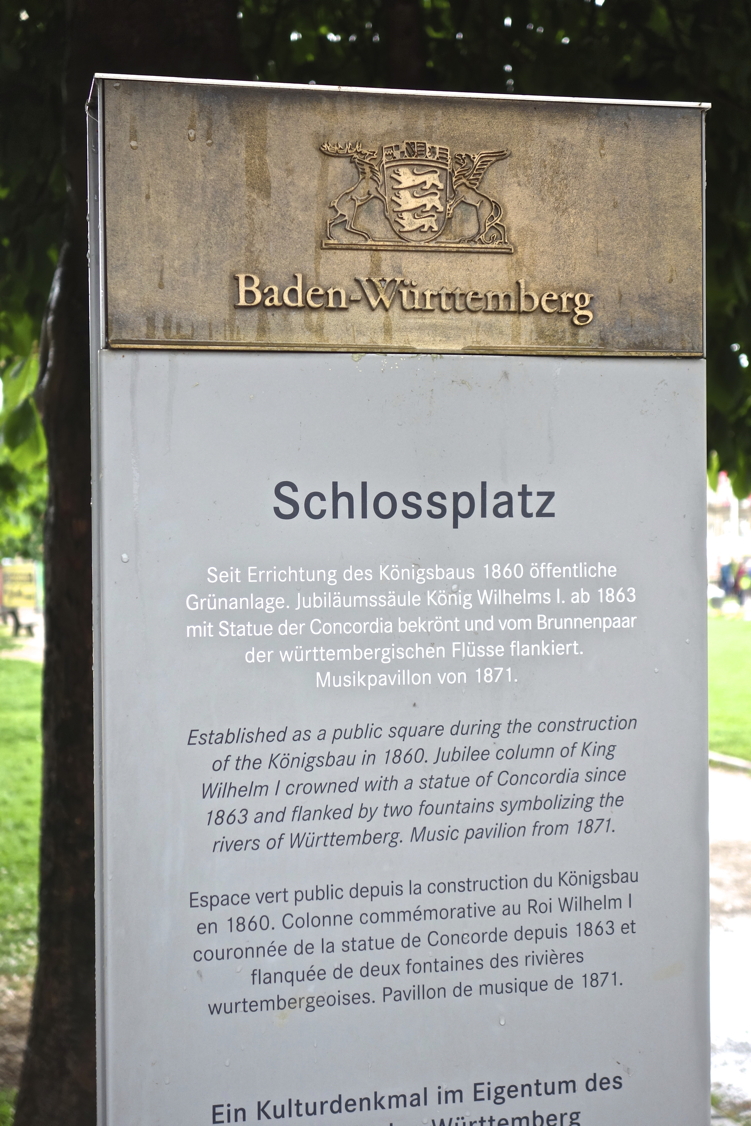 Baden-Württemberg
Schlossplatz
Seit Errichtung des Königsbaus 1860 öffentliche
Grünanlage. Jubiläumssäule König Wilhelms I. ab 1863
mit Statue der Concordia bekrönt und vom Brunnenpaar
der württembergischen Flüsse flankiert.
Musikpavillon von 1871.
Established as a public square during the construction
of the Königsbau in 1860. Jubilee column of King
Wilhelm I crowned with a statue of Concordia since
1863 and flanked by two fountains symbolizing the
rivers of Württemberg. Music pavilion from 1871.
Espace vert public depuis la construction du Königsbau
en 1860. Colonne commémorative au Roi Wilhelm I
couronnée de la statue de Concorde depuis 1863 et
flanquée de deux fontaines des rivières
wurtembergeoises. Pavillon de musique de 1871.
Ein Kulturdenkmal im Eigentum des
Württemberg